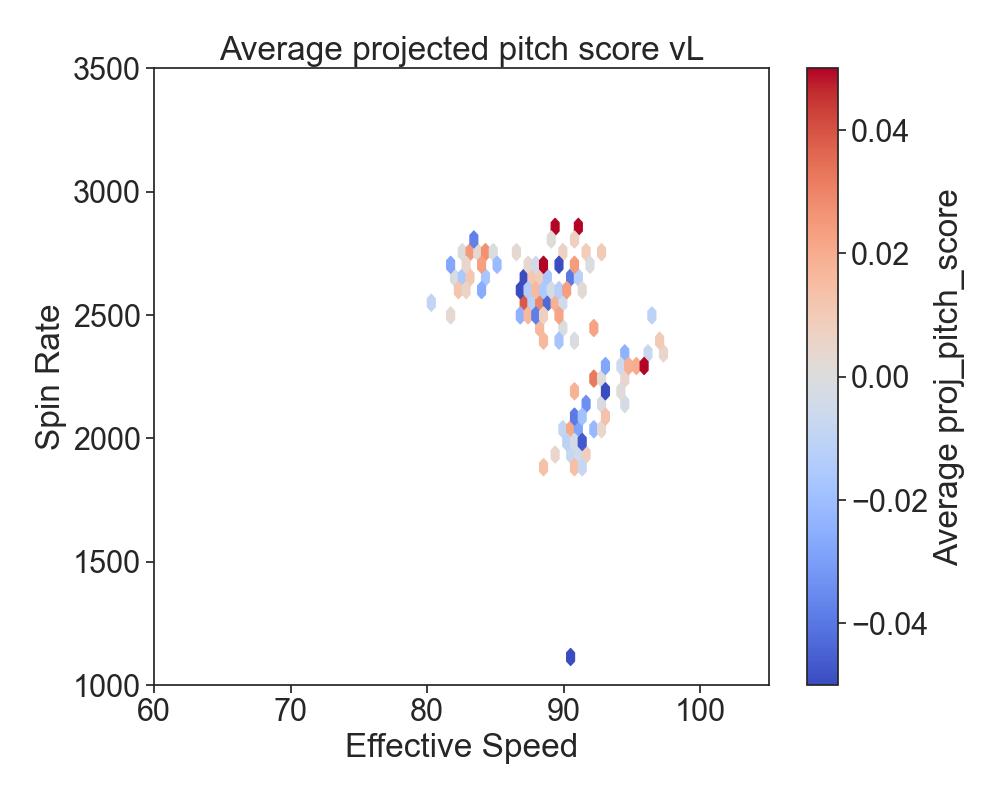 Average projected pitch score vL
3500
3000
2500
2000
1500
1000
Spin Rate
60 70 80 90 100
Effective Speed
0.04
0.02
0.00
−0.02
−0.04
Average proj_pitch_score